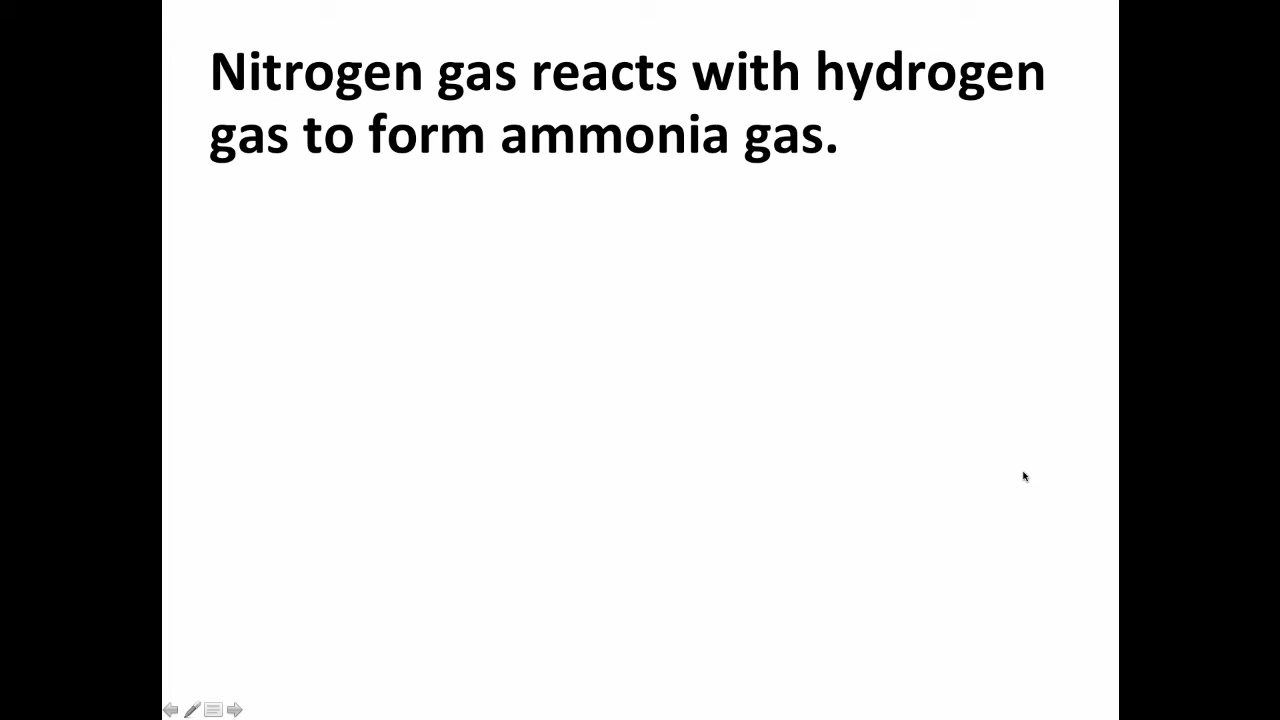 Nitrogen gas reacts with hydrogen
gas to form ammonia gas.